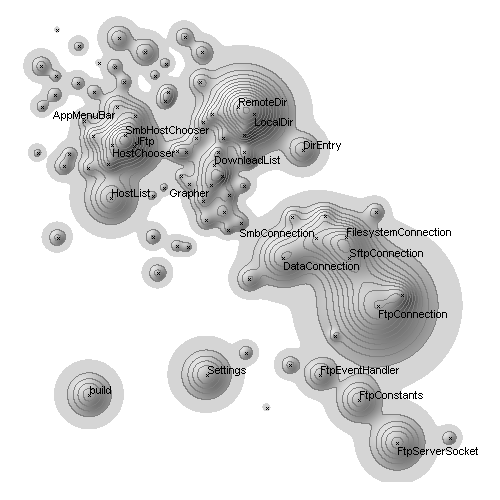 RemoteDir
AppMenuBar
LocalDir
SmbHostChooser
JFtp
DirEntry
HostChooser
DownloadList
HostList
Grapher
SmbConnection
FilesystemConnection
SftpConnection
DataConnection
FtpConnection
Settings
FtpEventHandler
build
FtpConstants
FtpServerSocket